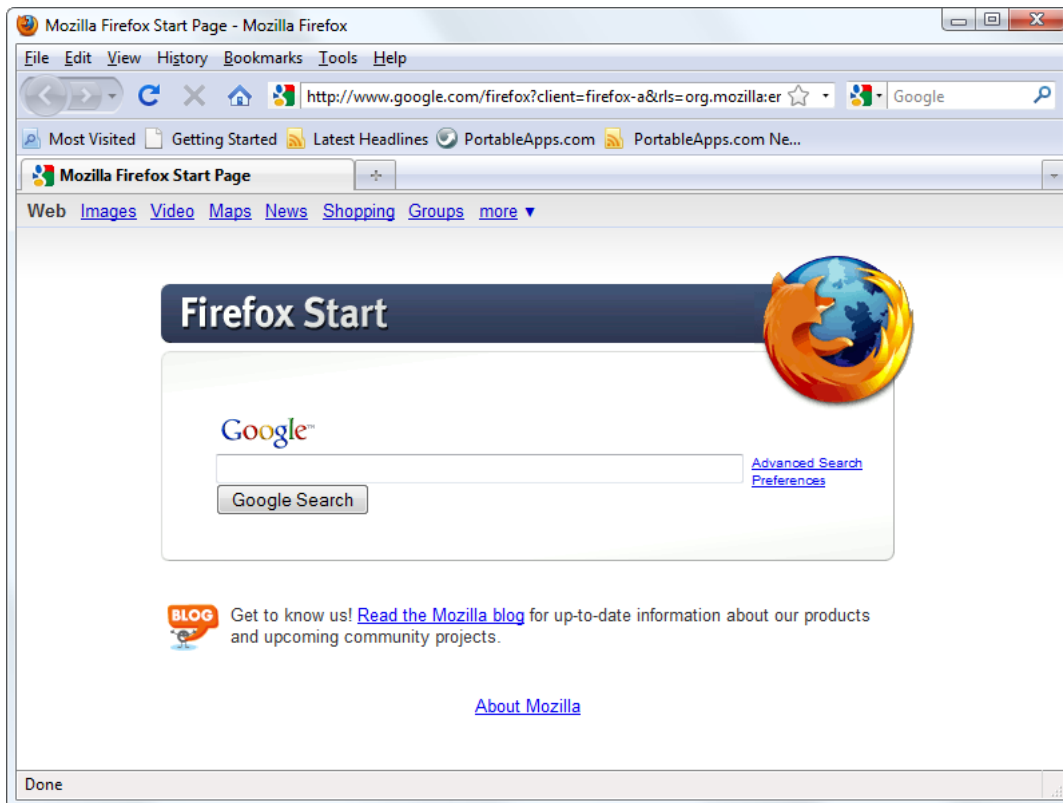 Mozilla Firefox Start Page - Mozilla Firefox
File Edit View History Bookmarks Tools Help
http://www.google.com/firefox?client=firefox-a&rls=org.mozilla:er Google
Most Visited Getting Started Latest Headlines PortableApps.com PortableApps.com Ne...
Mozilla Firefox Start Page
Web Images Video Maps News Shopping Groups more ▼
Firefox Start
Google™
Advanced Search
Preferences
Google Search
BLOG Get to know us! Read the Mozilla blog for up-to-date information about our products
and upcoming community projects.
About Mozilla
Done